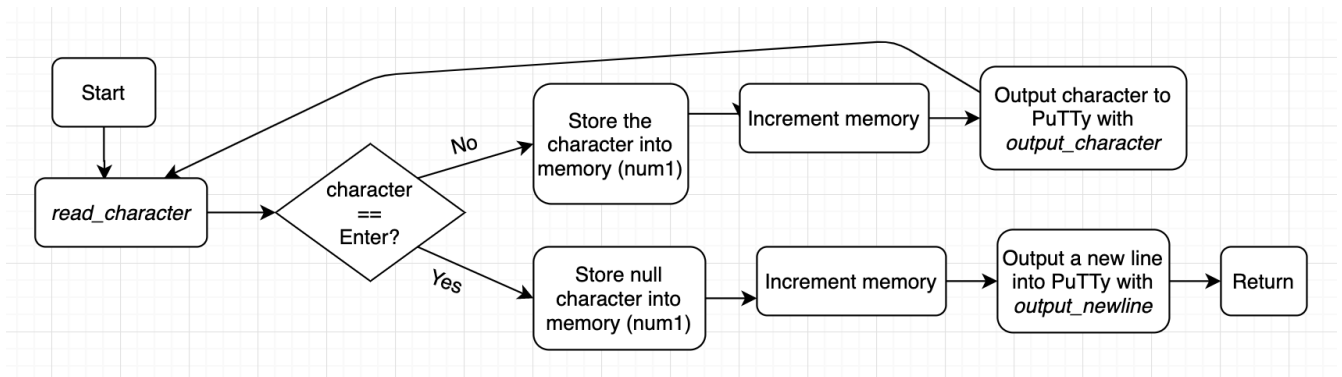 Start
read_character
character
==
Enter?
No
Yes
Store the
character into
memory (num1)
Increment memory
Output character to
PuTTy with
output_character
Store null
character into
memory (num1)
Increment memory
Output a new line
into PuTTy with
output_newline
Return